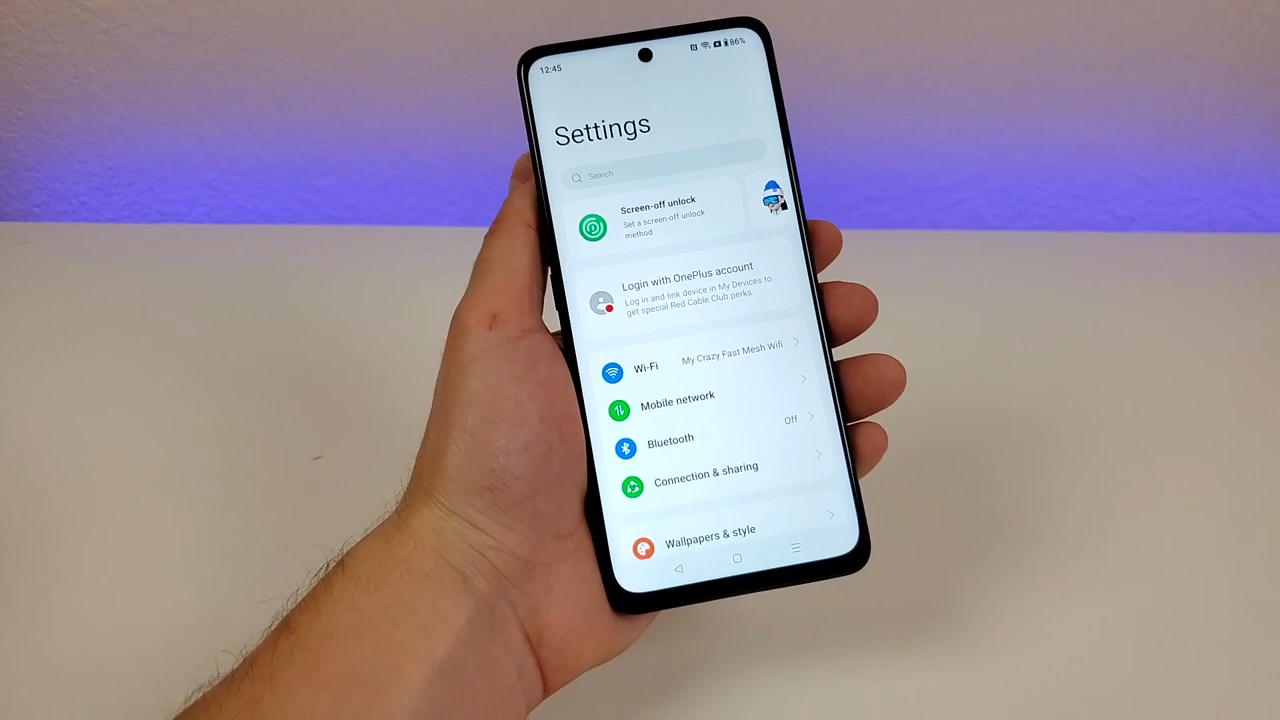 12:45
86%
Settings
Search
Screen-off unlock
Set a screen-off unlock
method
Login with OnePlus account
Log in and link device in My Devices to
get special Red Cable Club perks
Wi-Fi My Crazy Fast Mesh Wifi
Mobile network
Bluetooth Off
Connection & sharing
Wallpapers & style